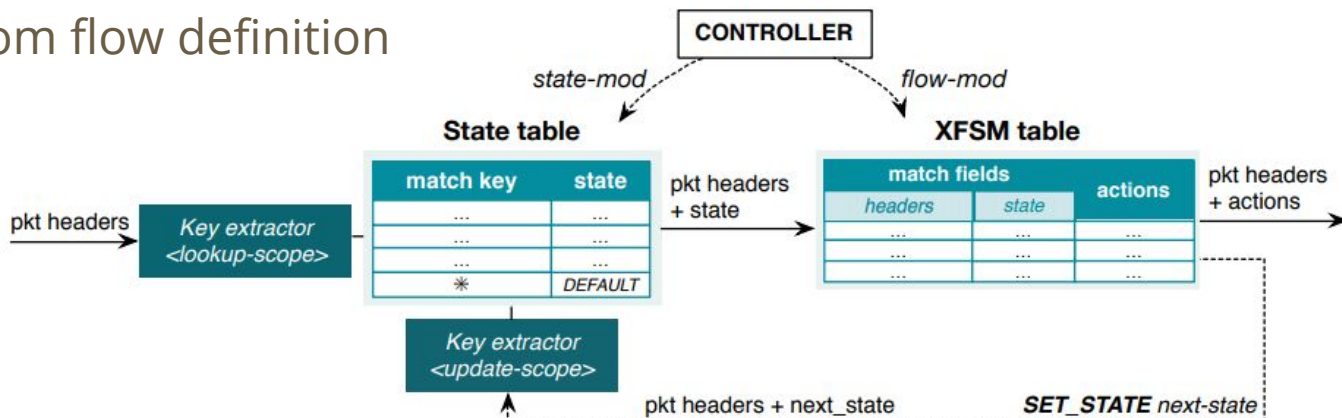 om flow definition
CONTROLLER
state-mod
flow-mod
State table
XFSM table
match key state
... ...
... ...
... ...
✳ DEFAULT
match fields actions
headers state
... ... ...
... ... ...
... ... ...
pkt headers
Key extractor
<lookup-scope>
pkt headers
+ state
pkt headers
+ actions
Key extractor
<update-scope>
pkt headers + next_state
SET_STATE next-state